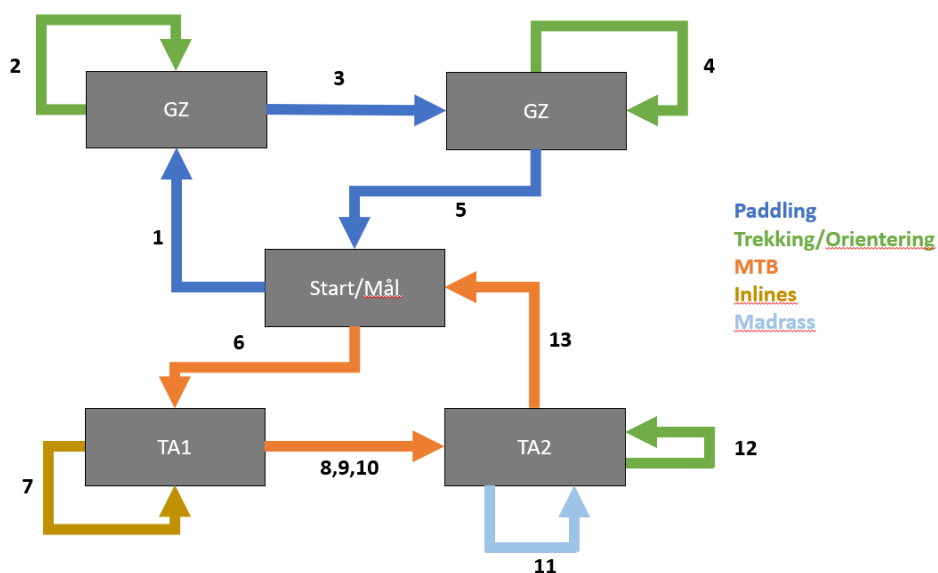 2
GZ
3
GZ
4
1
5
Start/Mål
Paddling
Trekking/Orientering
MTB
Inlines
Madrass
6
13
TA1
8,9,10
TA2
12
7
11